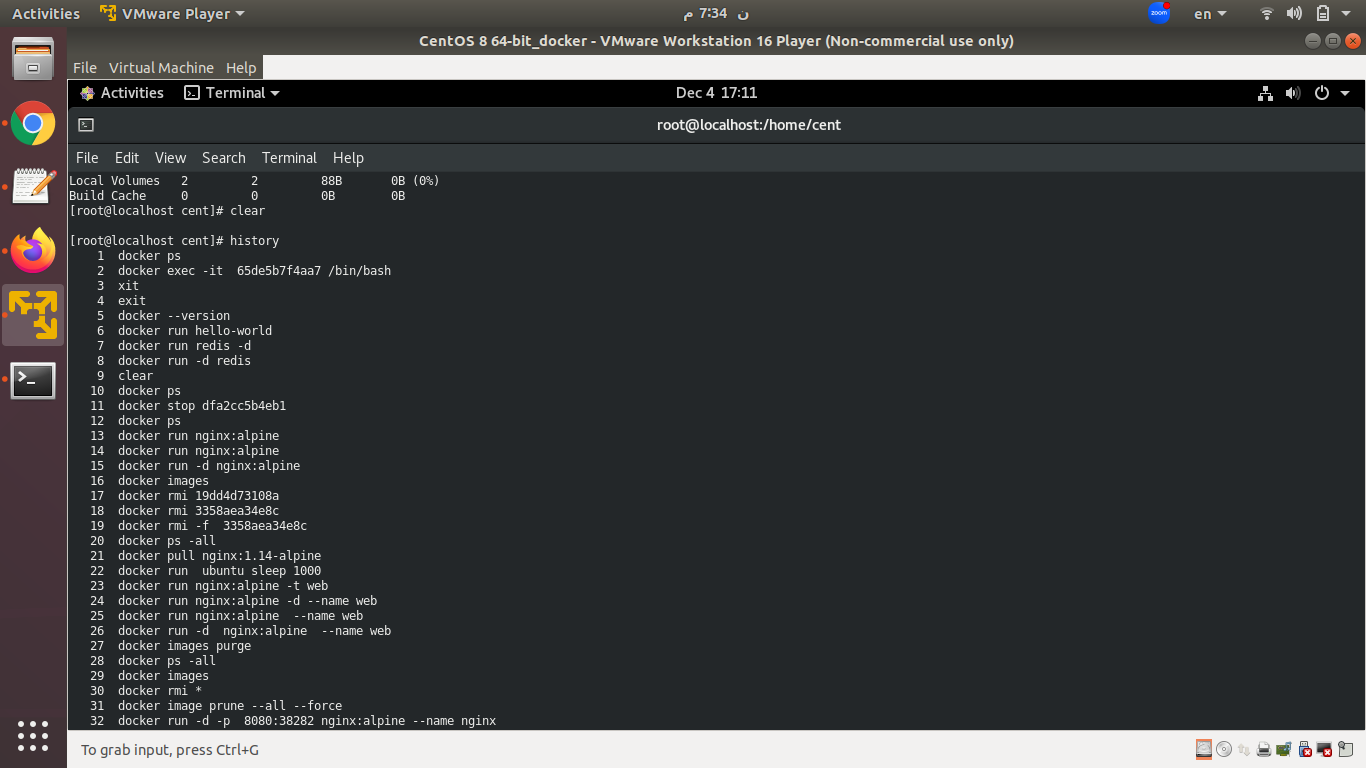 Activities VMware Player ن 7:34 م en
zoom
CentOS 8 64-bit_docker - VMware Workstation 16 Player (Non-commercial use only)
File Virtual Machine Help
Activities Terminal Dec 4 17:11
root@localhost:/home/cent
File Edit View Search Terminal Help
Local Volumes 2 2 88B 0B (0%)
Build Cache 0 0 0B 0B
[root@localhost cent]# clear
[root@localhost cent]# history
1 docker ps
2 docker exec -it 65de5b7f4aa7 /bin/bash
3 xit
4 exit
5 docker --version
6 docker run hello-world
7 docker run redis -d
8 docker run -d redis
9 clear
10 docker ps
11 docker stop dfa2cc5b4eb1
12 docker ps
13 docker run nginx:alpine
14 docker run nginx:alpine
15 docker run -d nginx:alpine
16 docker images
17 docker rmi 19dd4d73108a
18 docker rmi 3358aea34e8c
19 docker rmi -f 3358aea34e8c
20 docker ps -all
21 docker pull nginx:1.14-alpine
22 docker run ubuntu sleep 1000
23 docker run nginx:alpine -t web
24 docker run nginx:alpine -d --name web
25 docker run nginx:alpine --name web
26 docker run -d nginx:alpine --name web
27 docker images purge
28 docker ps -all
29 docker images
30 docker rmi *
31 docker image prune --all --force
32 docker run -d -p 8080:38282 nginx:alpine --name nginx
To grab input, press Ctrl+G